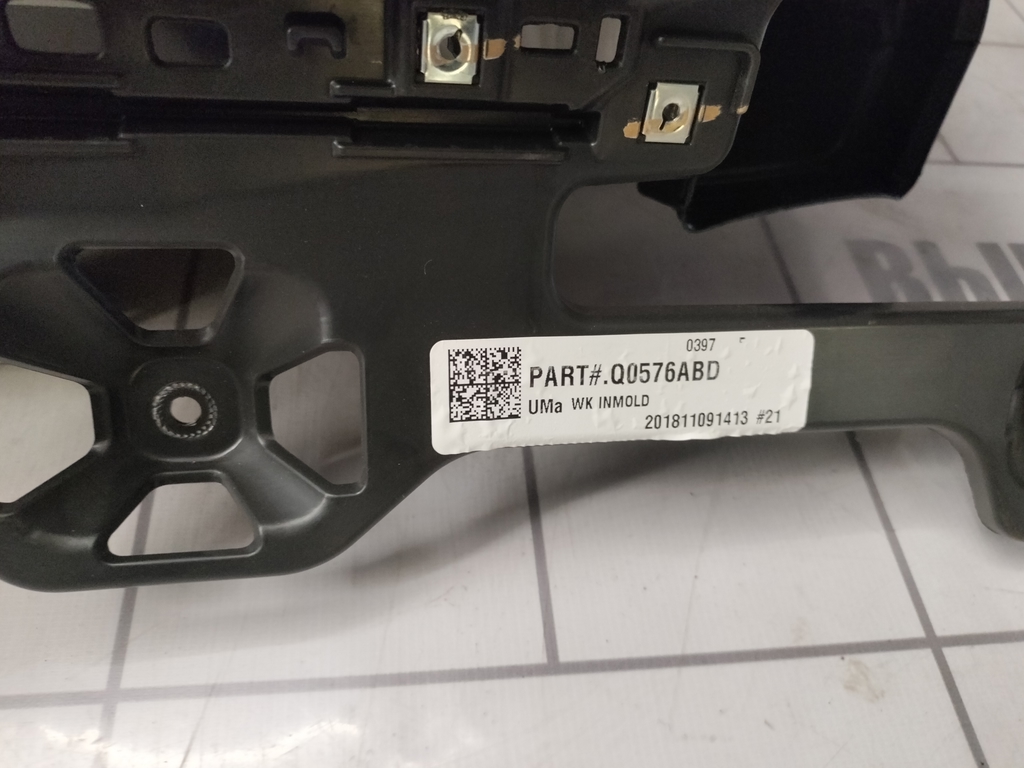 0397
PART#.Q0576ABD
UMa WK INMOLD
201811091413 #21